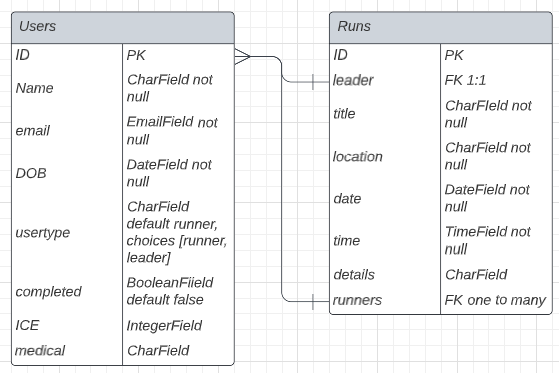 Users
ID PK
Name CharField not
null
email EmailField not
null
DOB DateField not
null
usertype CharField
default runner,
choices [runner,
leader]
completed BooleanFiield
default false
ICE IntegerField
medical CharField
Runs
ID PK
leader FK 1:1
title CharFIeld not
null
location CharField not
null
date DateField not
null
time TimeField not
null
details CharField
runners FK one to many